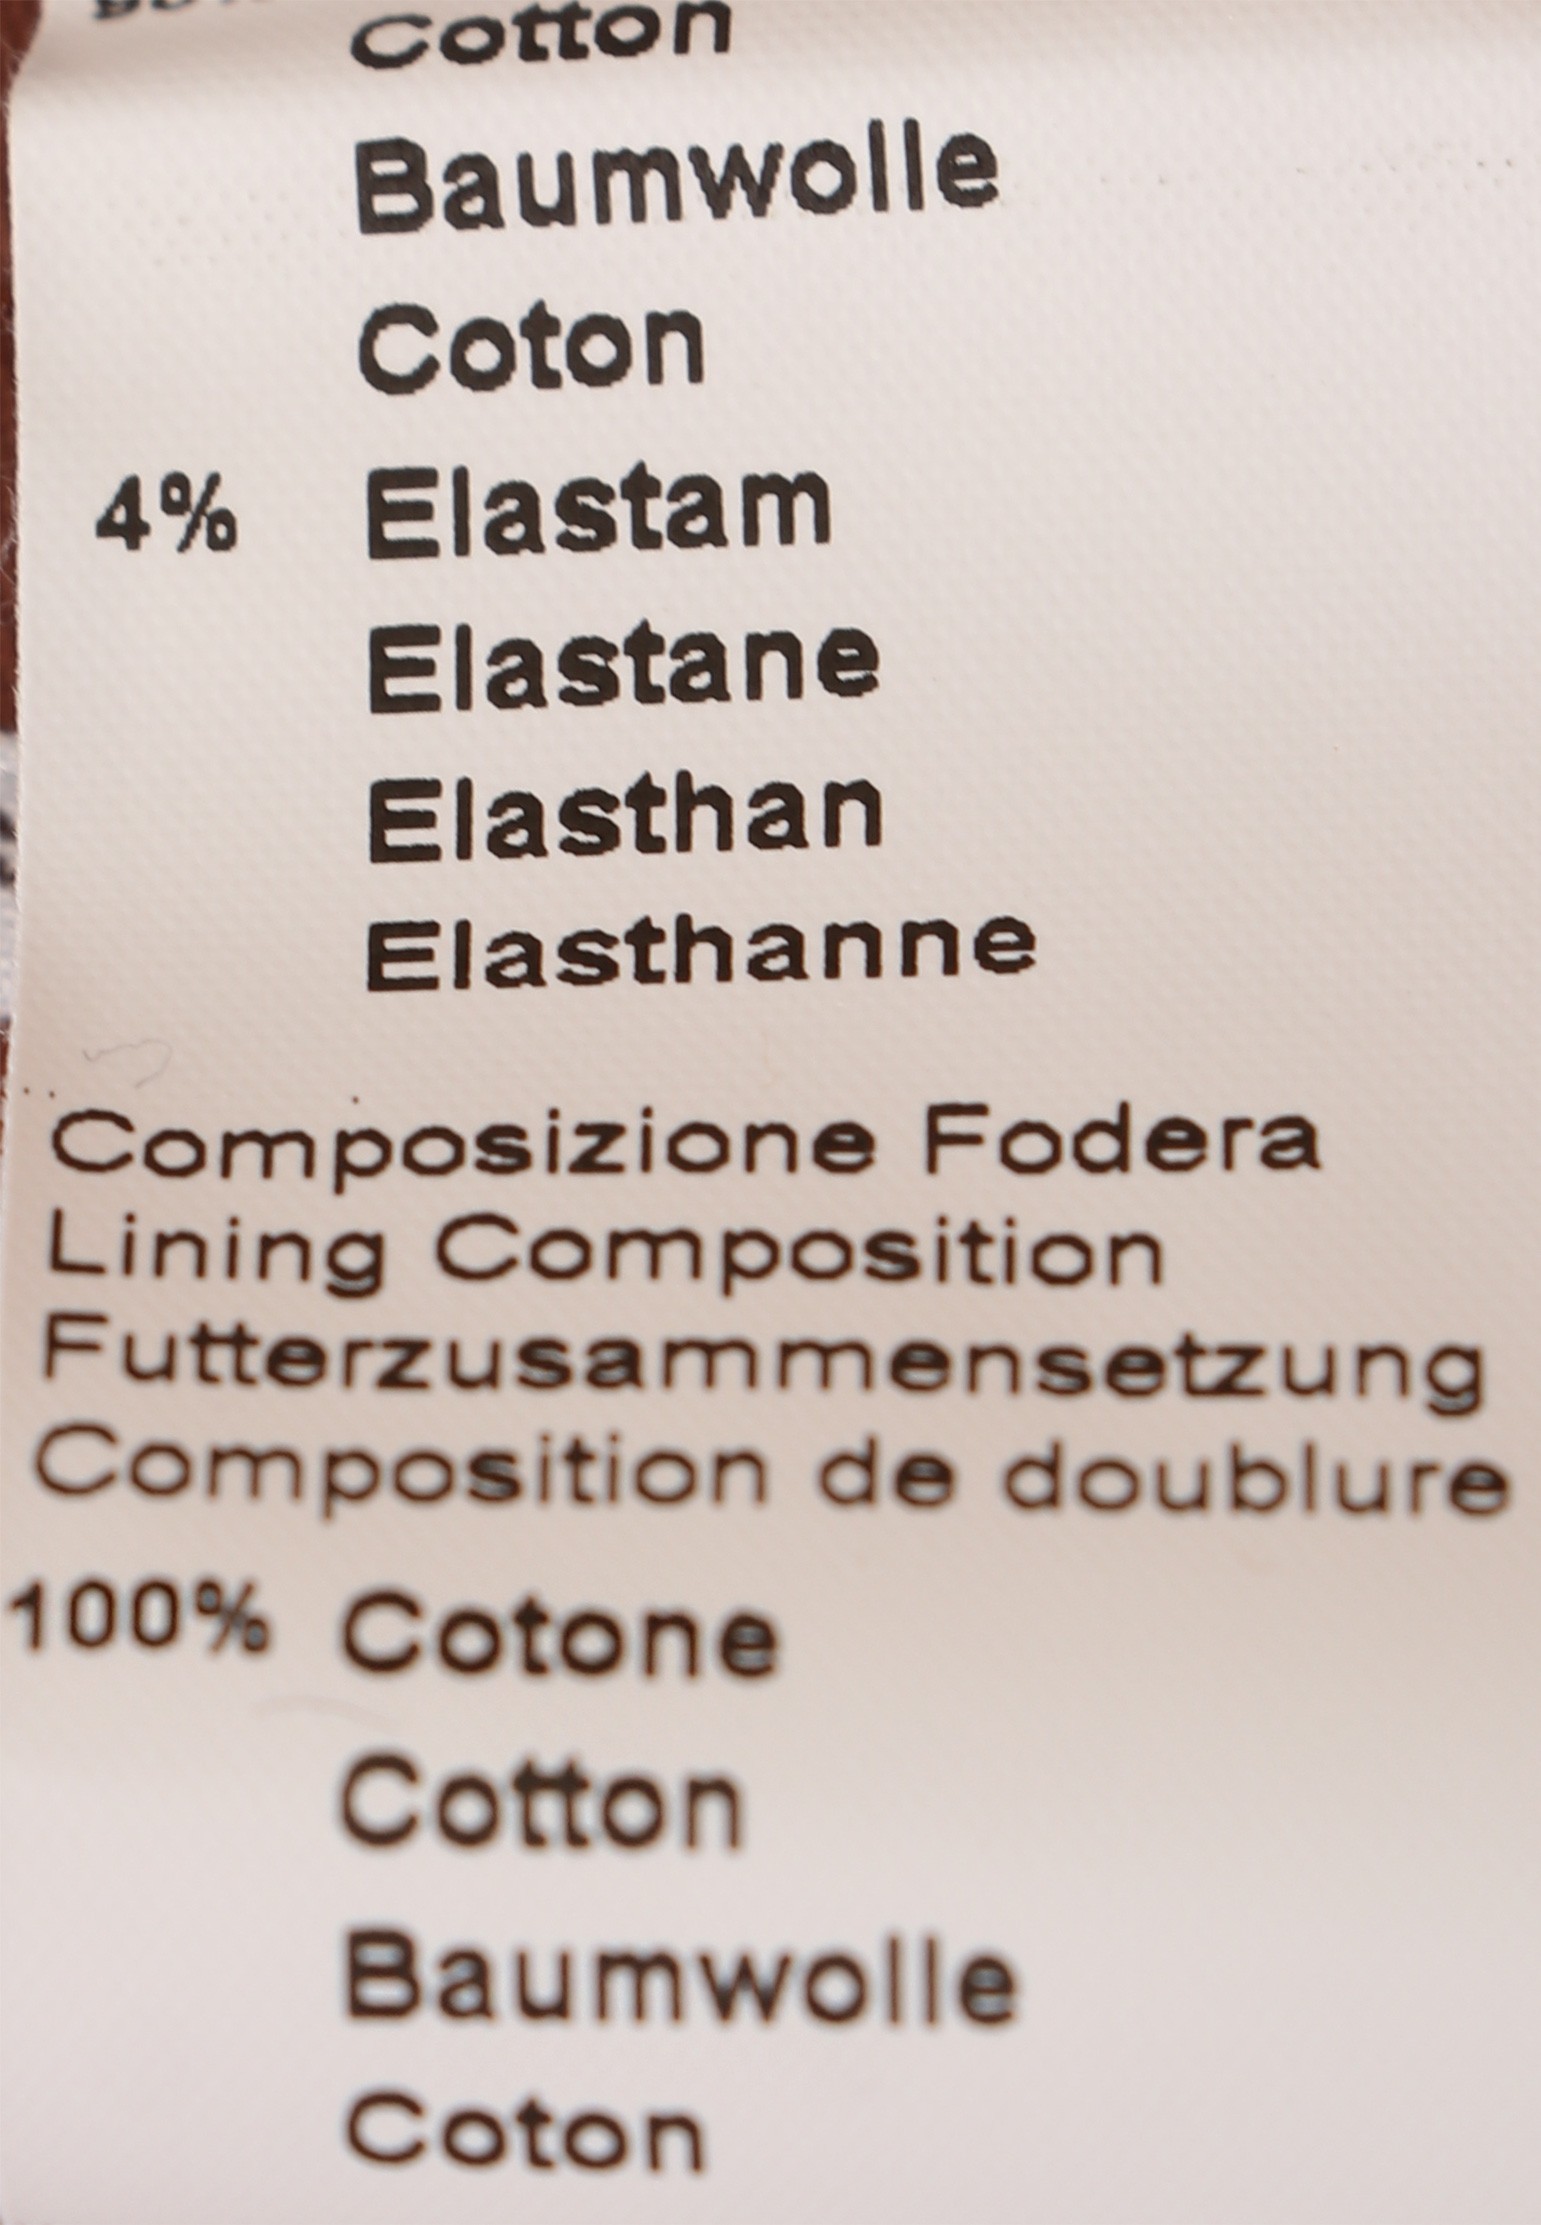 Cotton
Baumwolle
Coton
4% Elastam
Elastane
Elasthan
Elasthanne
Composizione Fodera
Lining Composition
Futterzusammensetzung
Composition de doublure
100% Cotone
Cotton
Baumwolle
Coton